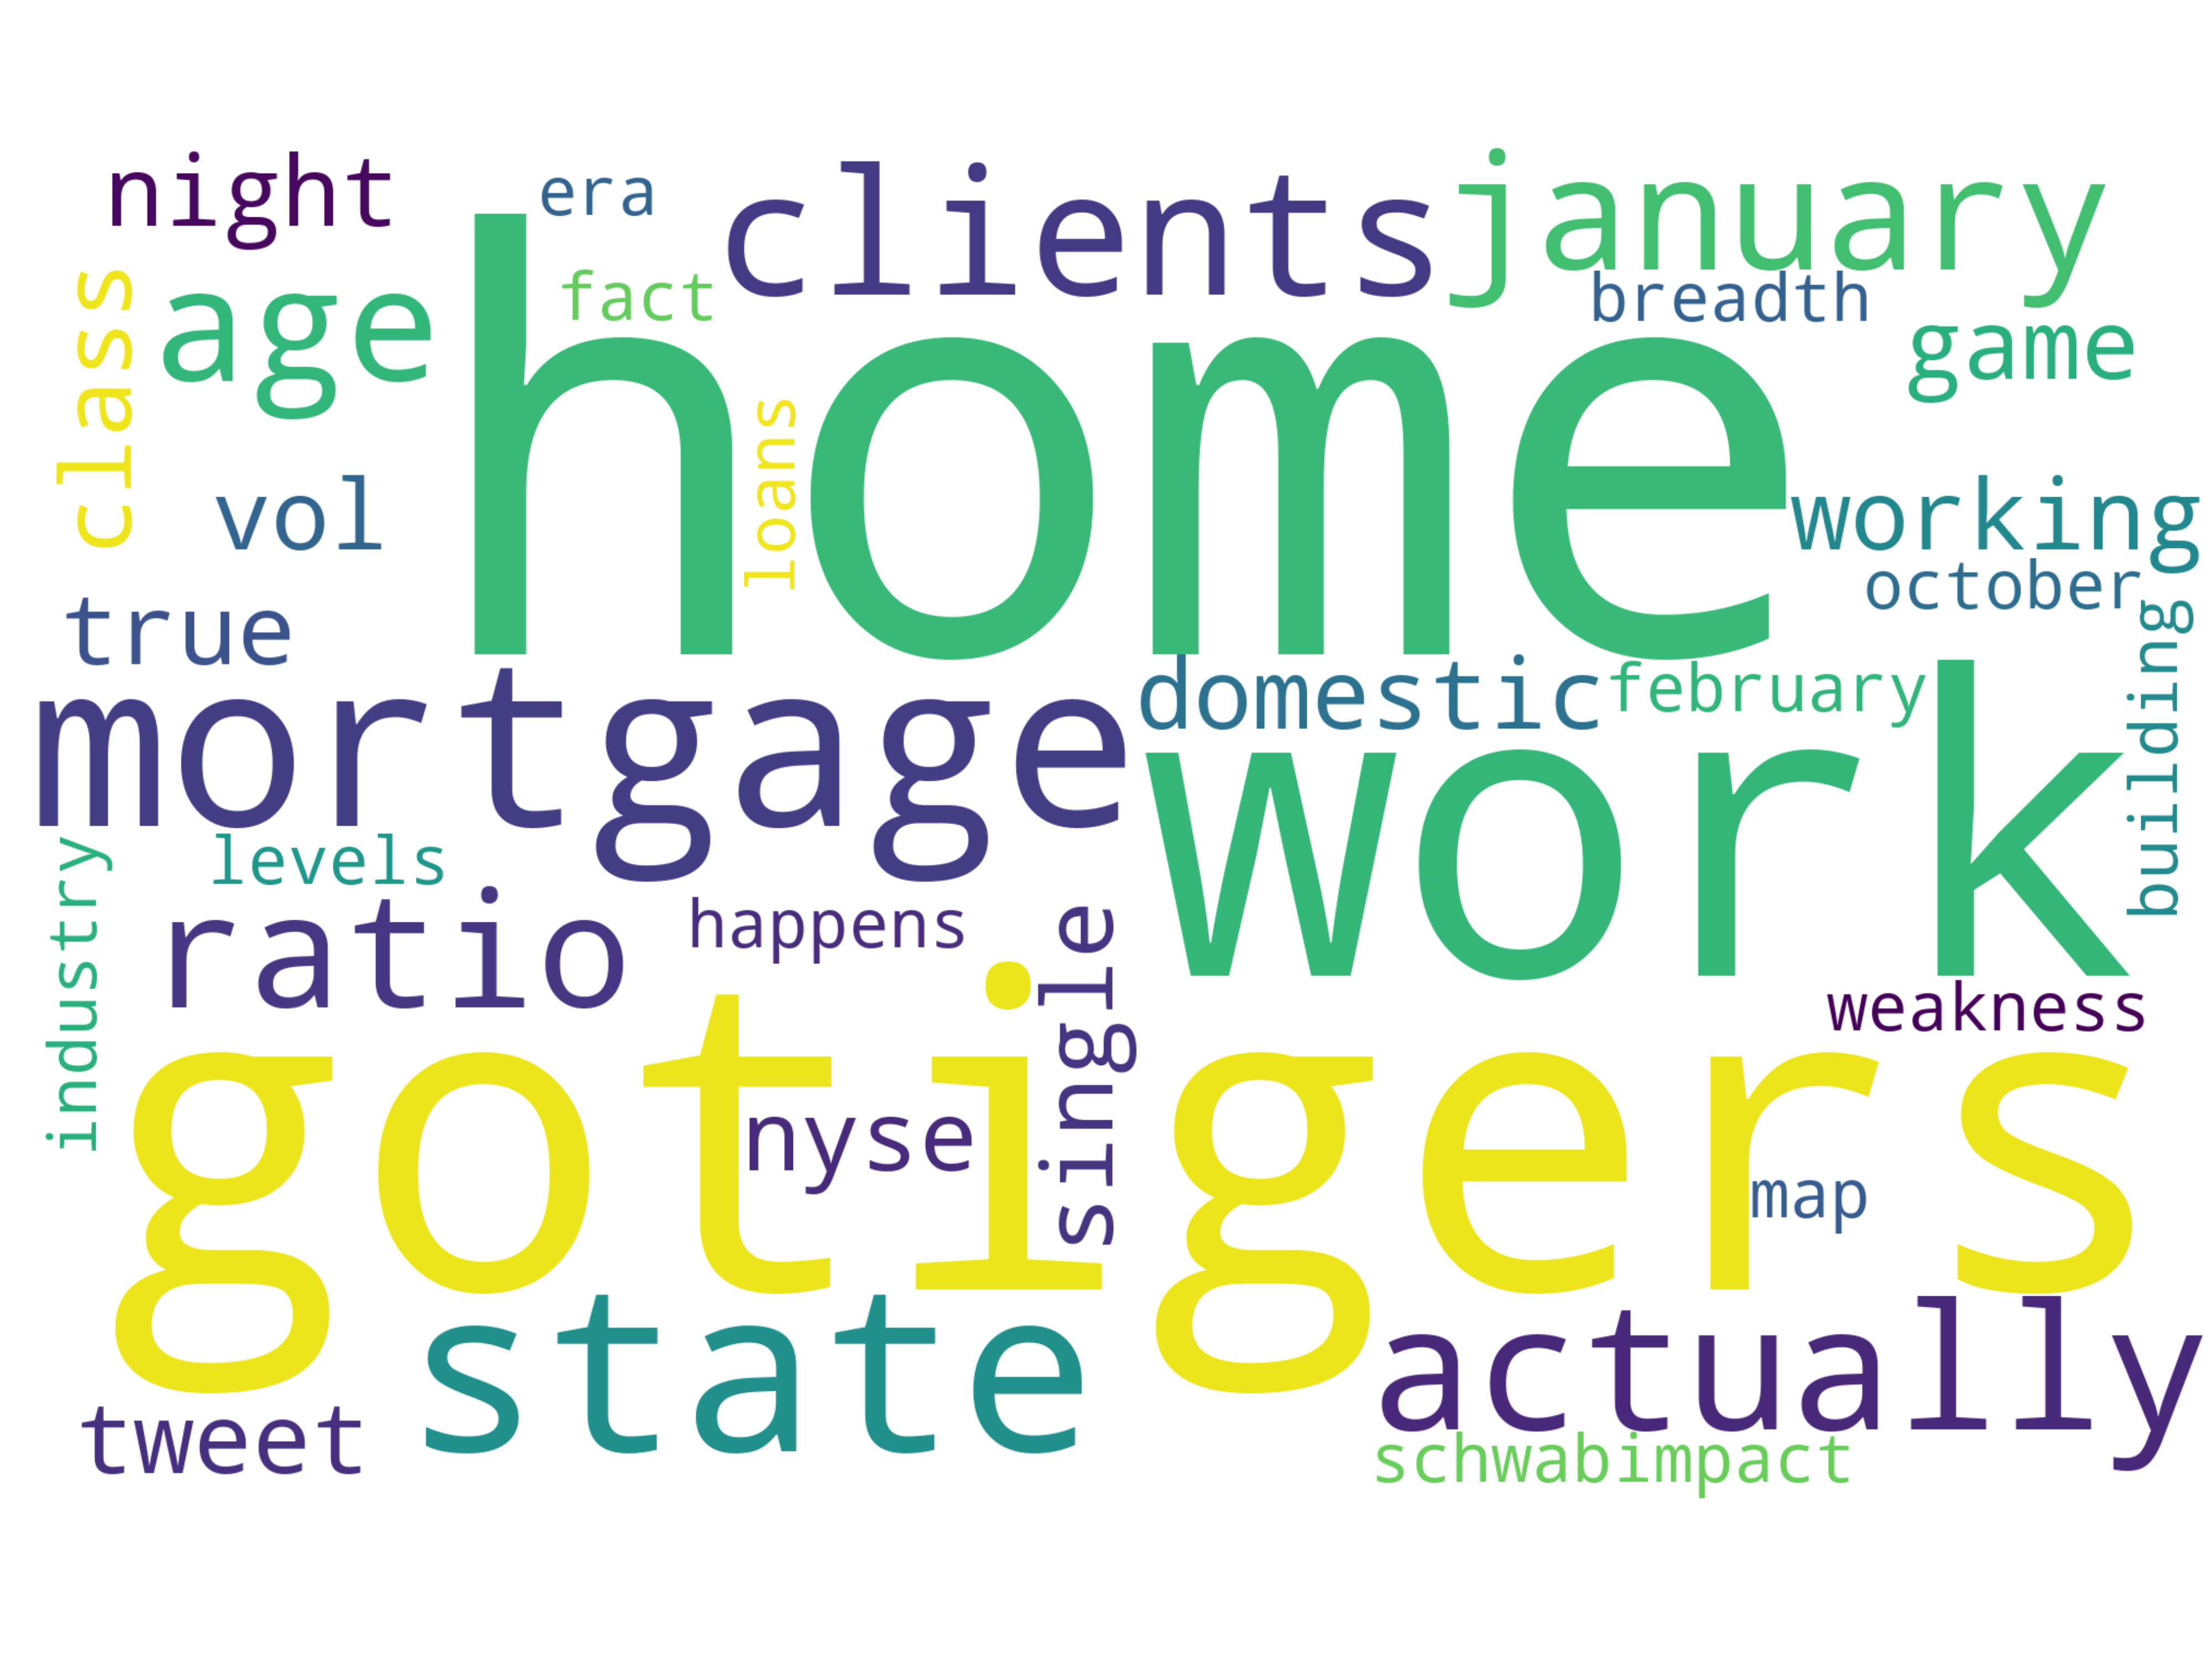 night
era
clients
january
class
age
fact
breadth
game
home
loans
vol
working
october
true
building
mortgage
domestic
february
work
levels
industry
ratio
happens
single
weakness
gotigers
nyse
map
state
actually
tweet
schwabimpact